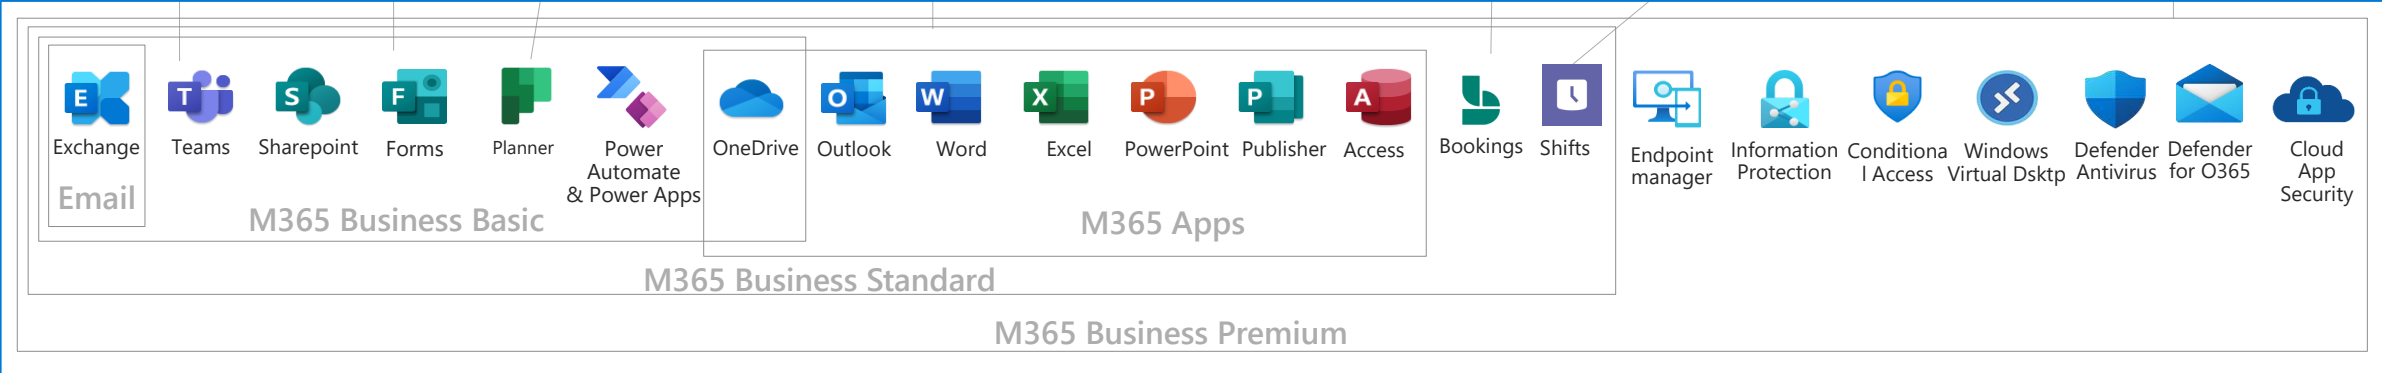 E
T
S
F
O
W
X
P
P
A
Exchange
Teams
Sharepoint
Forms
Planner
Power
Automate
& Power Apps
OneDrive
Outlook
Word
Excel
PowerPoint
Publisher
Access
Bookings
Shifts
Endpoint
manager
Information
Protection
Conditiona
l Access
Windows
Virtual Dsktp
Defender
Antivirus
Defender
for O365
Cloud
App
Security
Email
M365 Business Basic
M365 Apps
M365 Business Standard
M365 Business Premium